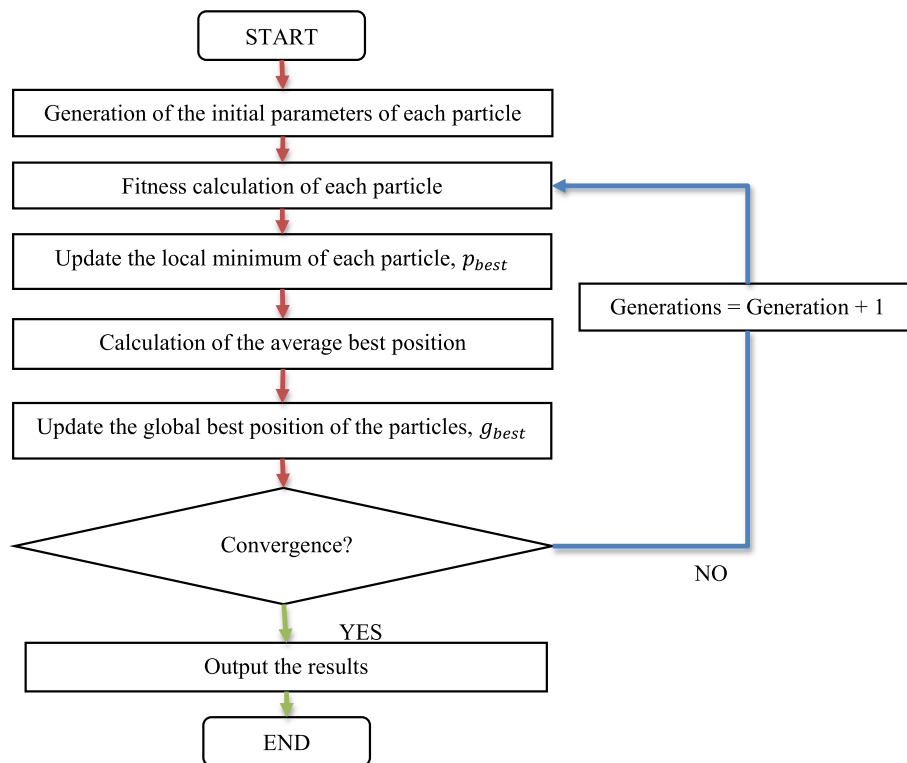 START
Generation of the initial parameters of each particle
Fitness calculation of each particle
Update the local minimum of each particle, p_best
Generations = Generation + 1
Calculation of the average best position
Update the global best position of the particles, g_best
Convergence?
NO
YES
Output the results
END